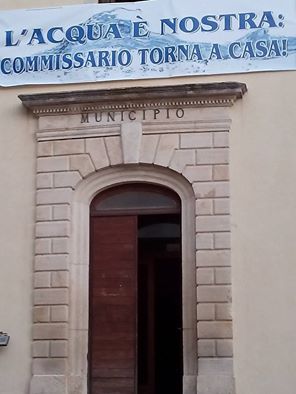 L'ACQUA È NOSTRA:
COMMISSARIO TORNA A CASA!
MUNICIPIO